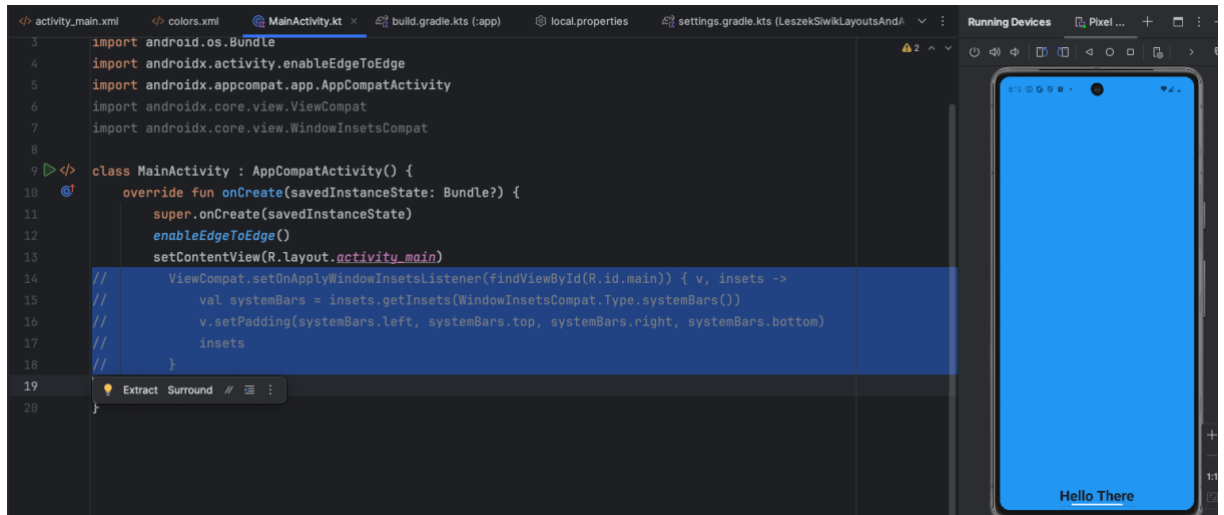 activity_main.xml
colors.xml
MainActivity.kt
build.gradle.kts (:app)
local.properties
settings.gradle.kts (LeszekSiwikLayoutsAndA
Running Devices
Pixel ...
3 import android.os.Bundle
2
4 import androidx.activity.enableEdgeToEdge
5 import androidx.appcompat.app.AppCompatActivity
6 import androidx.core.view.ViewCompat
7 import androidx.core.view.WindowInsetsCompat
8
9 class MainActivity : AppCompatActivity() {
10 override fun onCreate(savedInstanceState: Bundle?) {
11 super.onCreate(savedInstanceState)
12 enableEdgeToEdge()
13 setContentView(R.layout.activity_main)
14 // ViewCompat.setOnApplyWindowInsetsListener(findViewById(R.id.main)) { v, insets ->
15 // val systemBars = insets.getInsets(WindowInsetsCompat.Type.systemBars())
16 // v.setPadding(systemBars.left, systemBars.top, systemBars.right, systemBars.bottom)
17 // insets
18 // }
19
Extract Surround //
20 }
1:1
Hello There